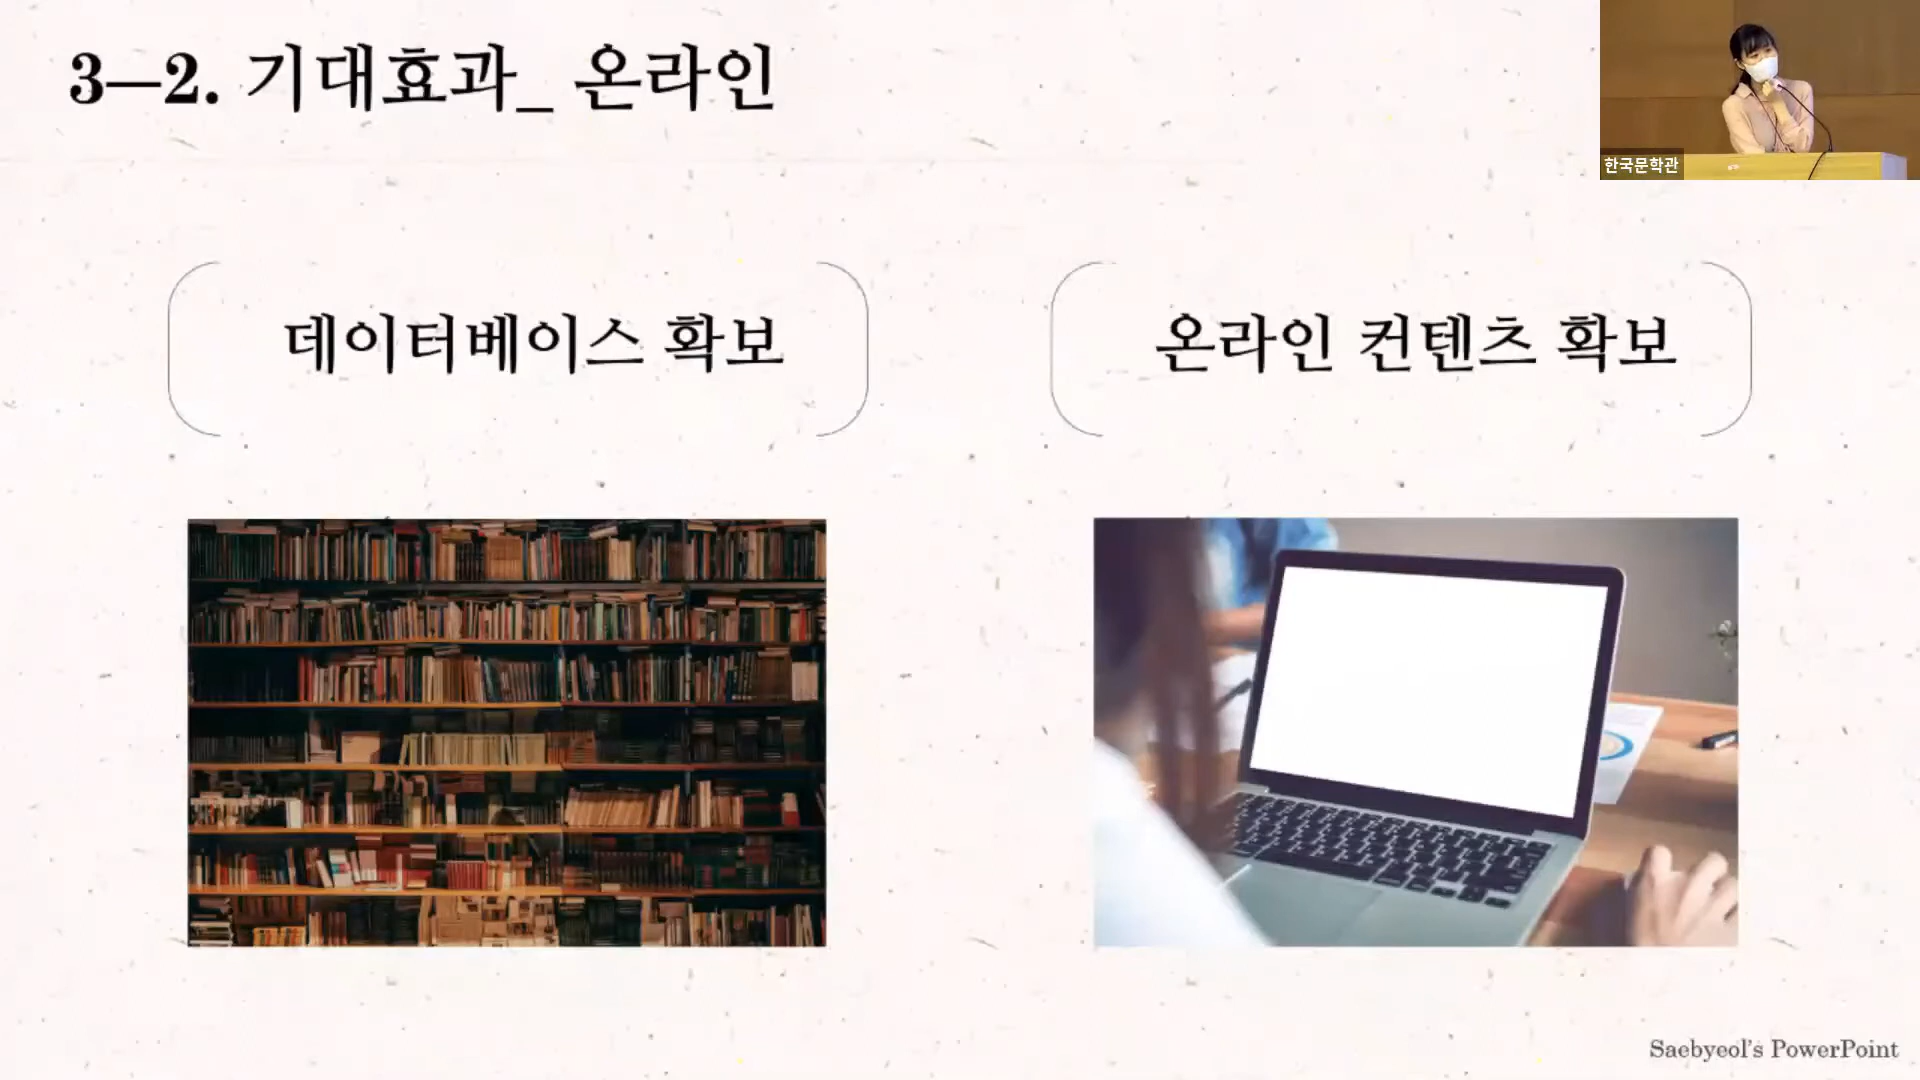 3—2. 기대효과_ 온라인
한국문학관
데이터베이스 확보
온라인 컨텐츠 확보
Saebyeol's PowerPoint